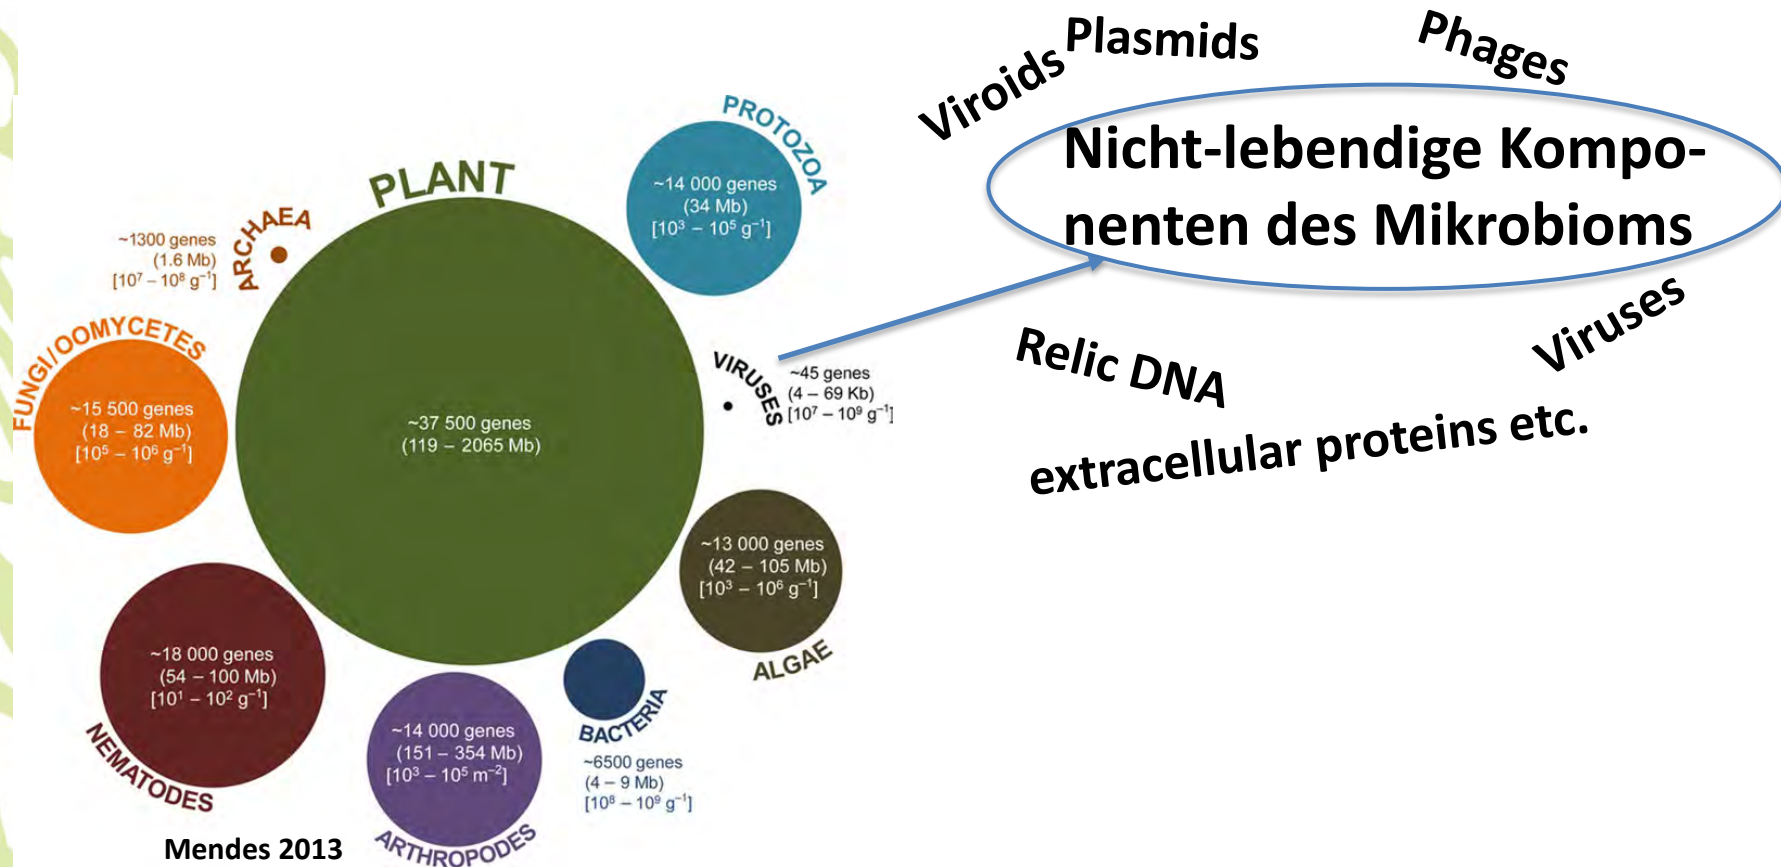 PLANT
~37 500 genes
(119 – 2065 Mb)
PROTOZOA
~14 000 genes
(34 Mb)
[10³ – 10⁵ g⁻¹]
ARCHAEA
~1300 genes
(1.6 Mb)
[10⁷ – 10⁸ g⁻¹]
FUNGI/OOMYCETES
~15 500 genes
(18 – 82 Mb)
[10⁵ – 10⁶ g⁻¹]
VIRUSES
~45 genes
(4 – 69 Kb)
[10⁷ – 10⁹ g⁻¹]
~13 000 genes
(42 – 105 Mb)
[10³ – 10⁶ g⁻¹]
ALGAE
~18 000 genes
(54 – 100 Mb)
[10¹ – 10² g⁻¹]
NEMATODES
~14 000 genes
(151 – 354 Mb)
[10³ – 10⁵ m⁻²]
ARTHROPODES
BACTERIA
~6500 genes
(4 – 9 Mb)
[10⁸ – 10⁹ g⁻¹]
Mendes 2013
Viroids
Plasmids
Phages
Nicht-lebendige Kompo-
nenten des Mikrobioms
Relic DNA
Viruses
extracellular proteins etc.